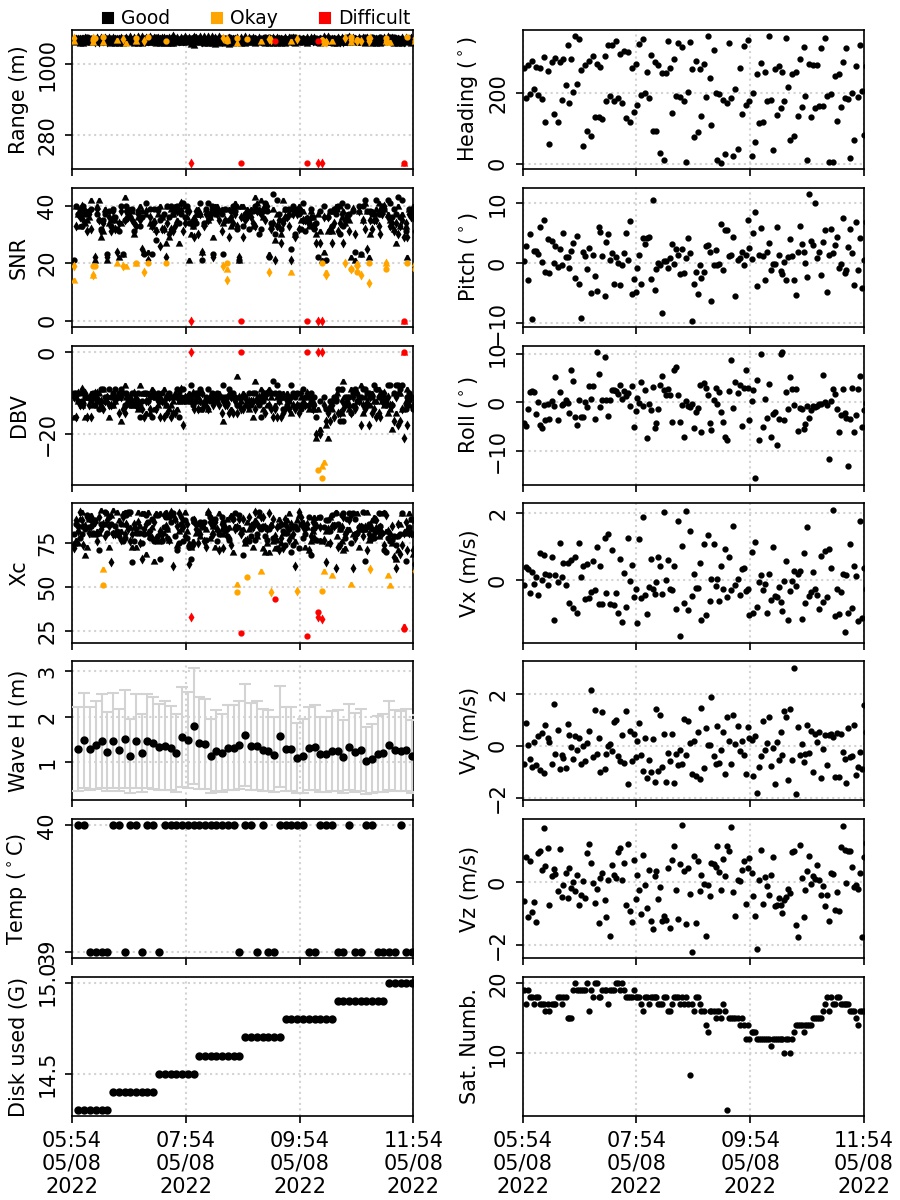 Good Okay Difficult
Range (m)
1000
280
Heading (°)
200
0
SNR
40
20
0
Pitch (°)
10
0
−10
DBV
0
−20
Roll (°)
10
0
−10
Xc
75
50
25
Vx (m/s)
2
0
Wave H (m)
3
2
1
Vy (m/s)
2
0
−2
Temp (°C)
40
39
Vz (m/s)
0
−2
Disk used (G)
15.0
14.5
Sat. Numb.
20
10
05:54 07:54 09:54 11:54
05/08 05/08 05/08 05/08
2022 2022 2022 2022
05:54 07:54 09:54 11:54
05/08 05/08 05/08 05/08
2022 2022 2022 2022